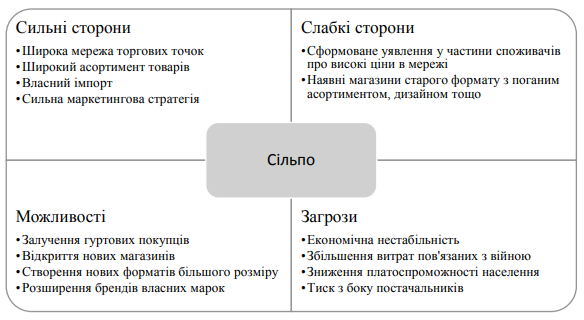 Сильні сторони
•Широка мережа торгових точок
•Широкий асортимент товарів
•Власний імпорт
•Сильна маркетингова стратегія
Слабкі сторони
•Сформоване уявлення у частини споживачів
про високі ціни в мережі
•Наявні магазини старого формату з поганим
асортиментом, дизайном тощо
Сільпо
Можливості
•Залучення гуртових покупців
•Відкриття нових магазинів
•Створення нових форматів більшого розміру
•Розширення брендів власних марок
Загрози
•Економічна нестабільність
•Збільшення витрат пов'язаних з війною
•Зниження платоспроможності населення
•Тиск з боку постачальників